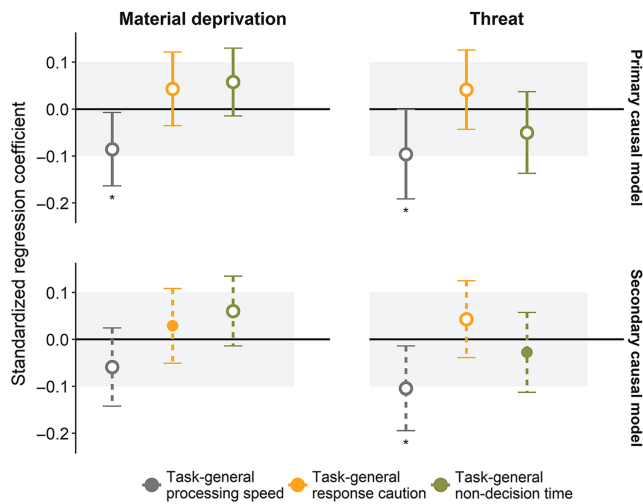 Material deprivation
Threat
Standardized regression coefficient
Primary causal model
0.1
0.0
−0.1
−0.2
*
*
Secondary causal model
0.1
0.0
−0.1
−0.2
*
Task-general
processing speed
Task-general
response caution
Task-general
non-decision time